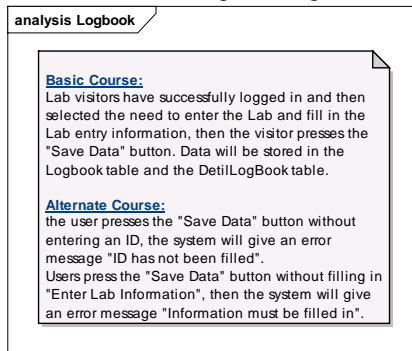 analysis Logbook
Basic Course:
Lab visitors have successfully logged in and then
selected the need to enter the Lab and fill in the
Lab entry information, then the visitor presses the
"Save Data" button. Data will be stored in the
Logbook table and the DetilLogBook table.
Alternate Course:
the user presses the "Save Data" button without
entering an ID, the system will give an error
message "ID has not been filled".
Users press the "Save Data" button without filling in
"Enter Lab Information", then the system will give
an error message "Information must be filled in".